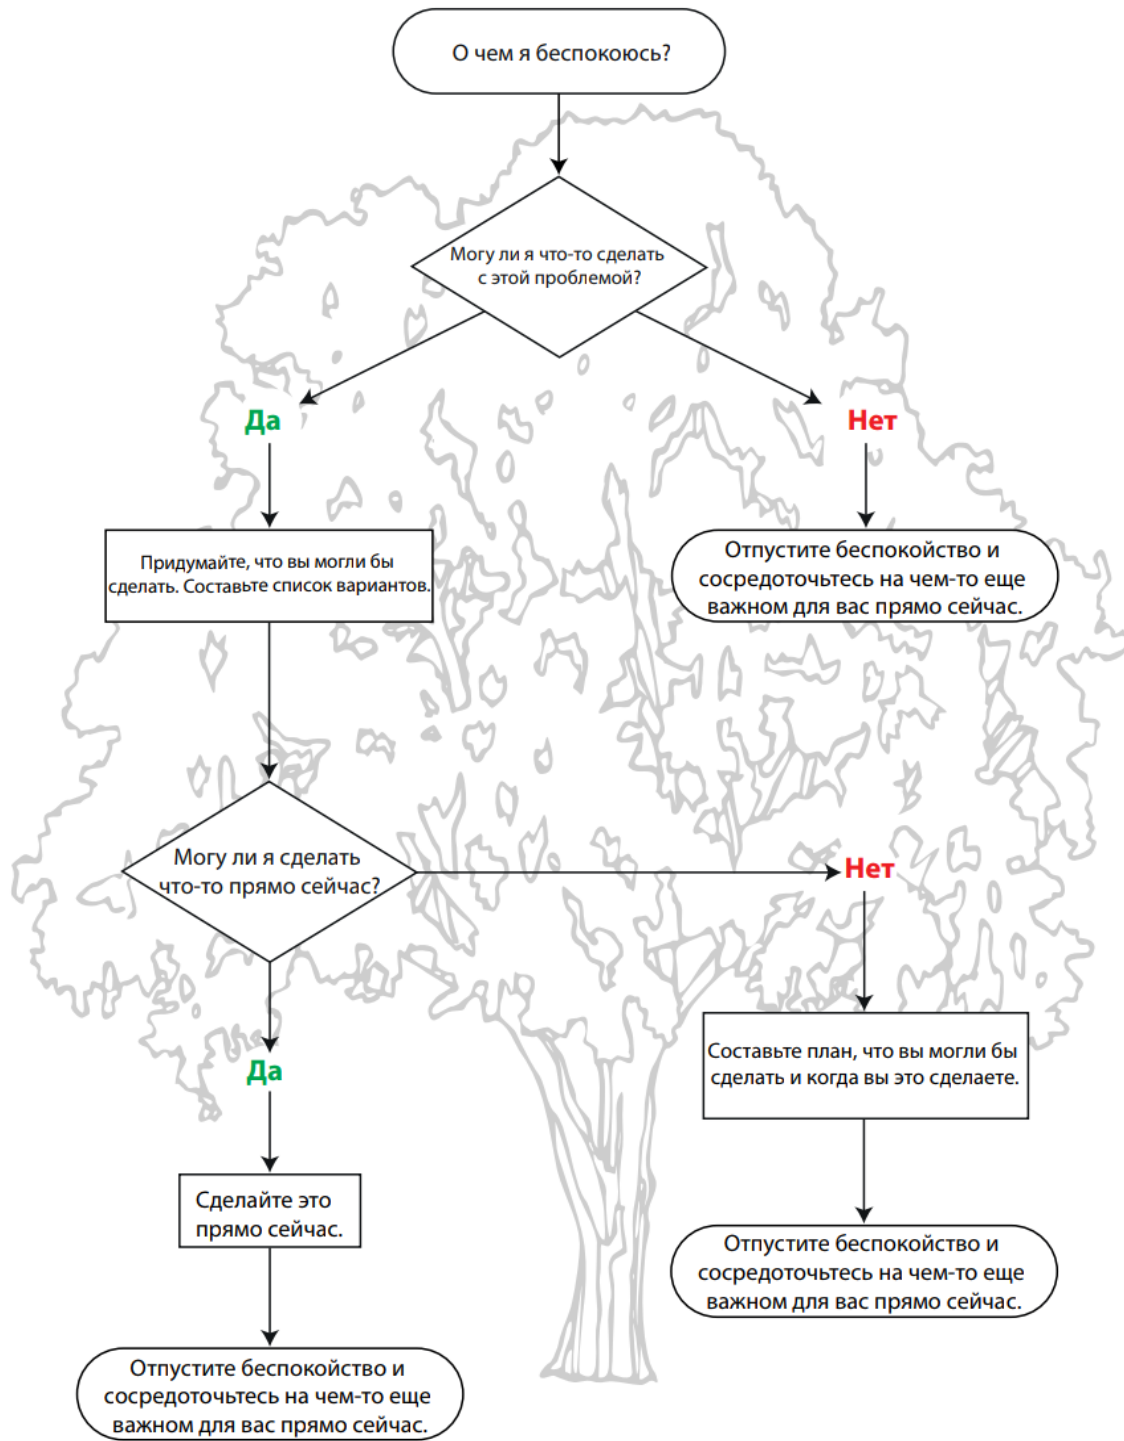 О чем я беспокоюсь?
Могу ли я что-то сделать
с этой проблемой?
Да
Нет
Придумайте, что вы могли бы
сделать. Составьте список вариантов.
Отпустите беспокойство и
сосредоточьтесь на чем-то еще
важном для вас прямо сейчас.
Могу ли я сделать
что-то прямо сейчас?
Нет
Да
Составьте план, что вы могли бы
сделать и когда вы это сделаете.
Сделайте это
прямо сейчас.
Отпустите беспокойство и
сосредоточьтесь на чем-то еще
важном для вас прямо сейчас.
Отпустите беспокойство и
сосредоточьтесь на чем-то еще
важном для вас прямо сейчас.